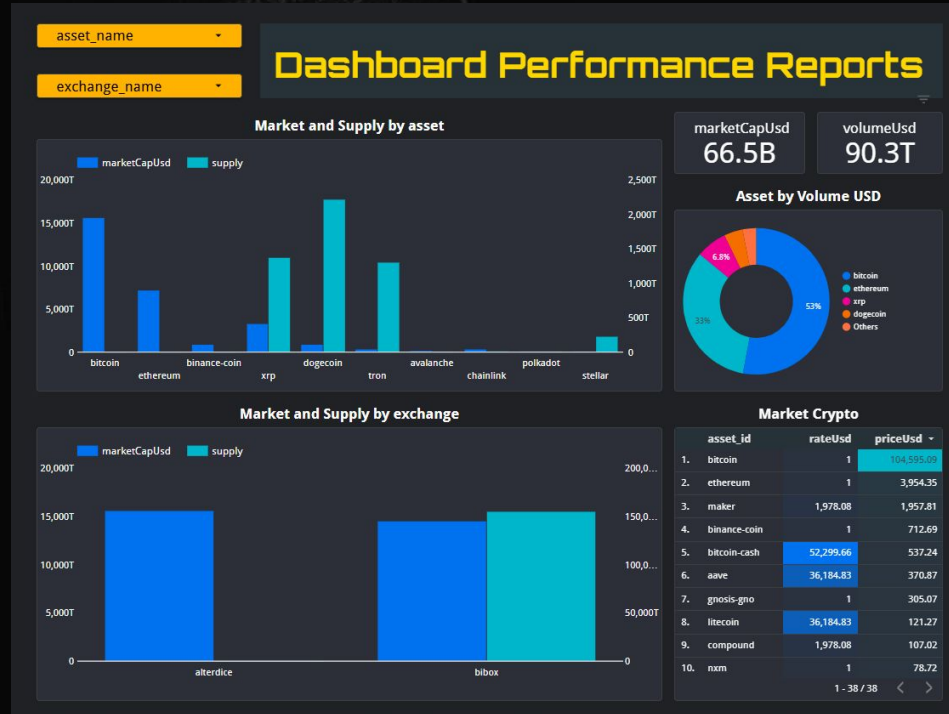 asset_name
exchange_name
Dashboard Performance Reports
Market and Supply by asset
marketCapUsd supply
20,000T
15,000T
10,000T
5,000T
0
2,500T
2,000T
1,500T
1,000T
500T
0
bitcoin
ethereum
binance-coin
xrp
dogecoin
tron
avalanche
chainlink
polkadot
stellar
marketCapUsd
66.5B
volumeUsd
90.3T
Asset by Volume USD
6.8%
33%
53%
bitcoin
ethereum
xrp
dogecoin
Others
Market and Supply by exchange
marketCapUsd supply
20,000T
15,000T
10,000T
5,000T
0
200,0...
150,0...
100,0...
50,000T
0
alterdice
bibox
Market Crypto
asset_id rateUsd priceUsd
1. bitcoin 1 104,595.09
2. ethereum 1 3,954.35
3. maker 1,978.08 1,957.81
4. binance-coin 1 712.69
5. bitcoin-cash 52,299.66 537.24
6. aave 36,184.83 370.87
7. gnosis-gno 1 305.07
8. litecoin 36,184.83 121.27
9. compound 1,978.08 107.02
10. nxm 1 78.72
1 - 38 / 38